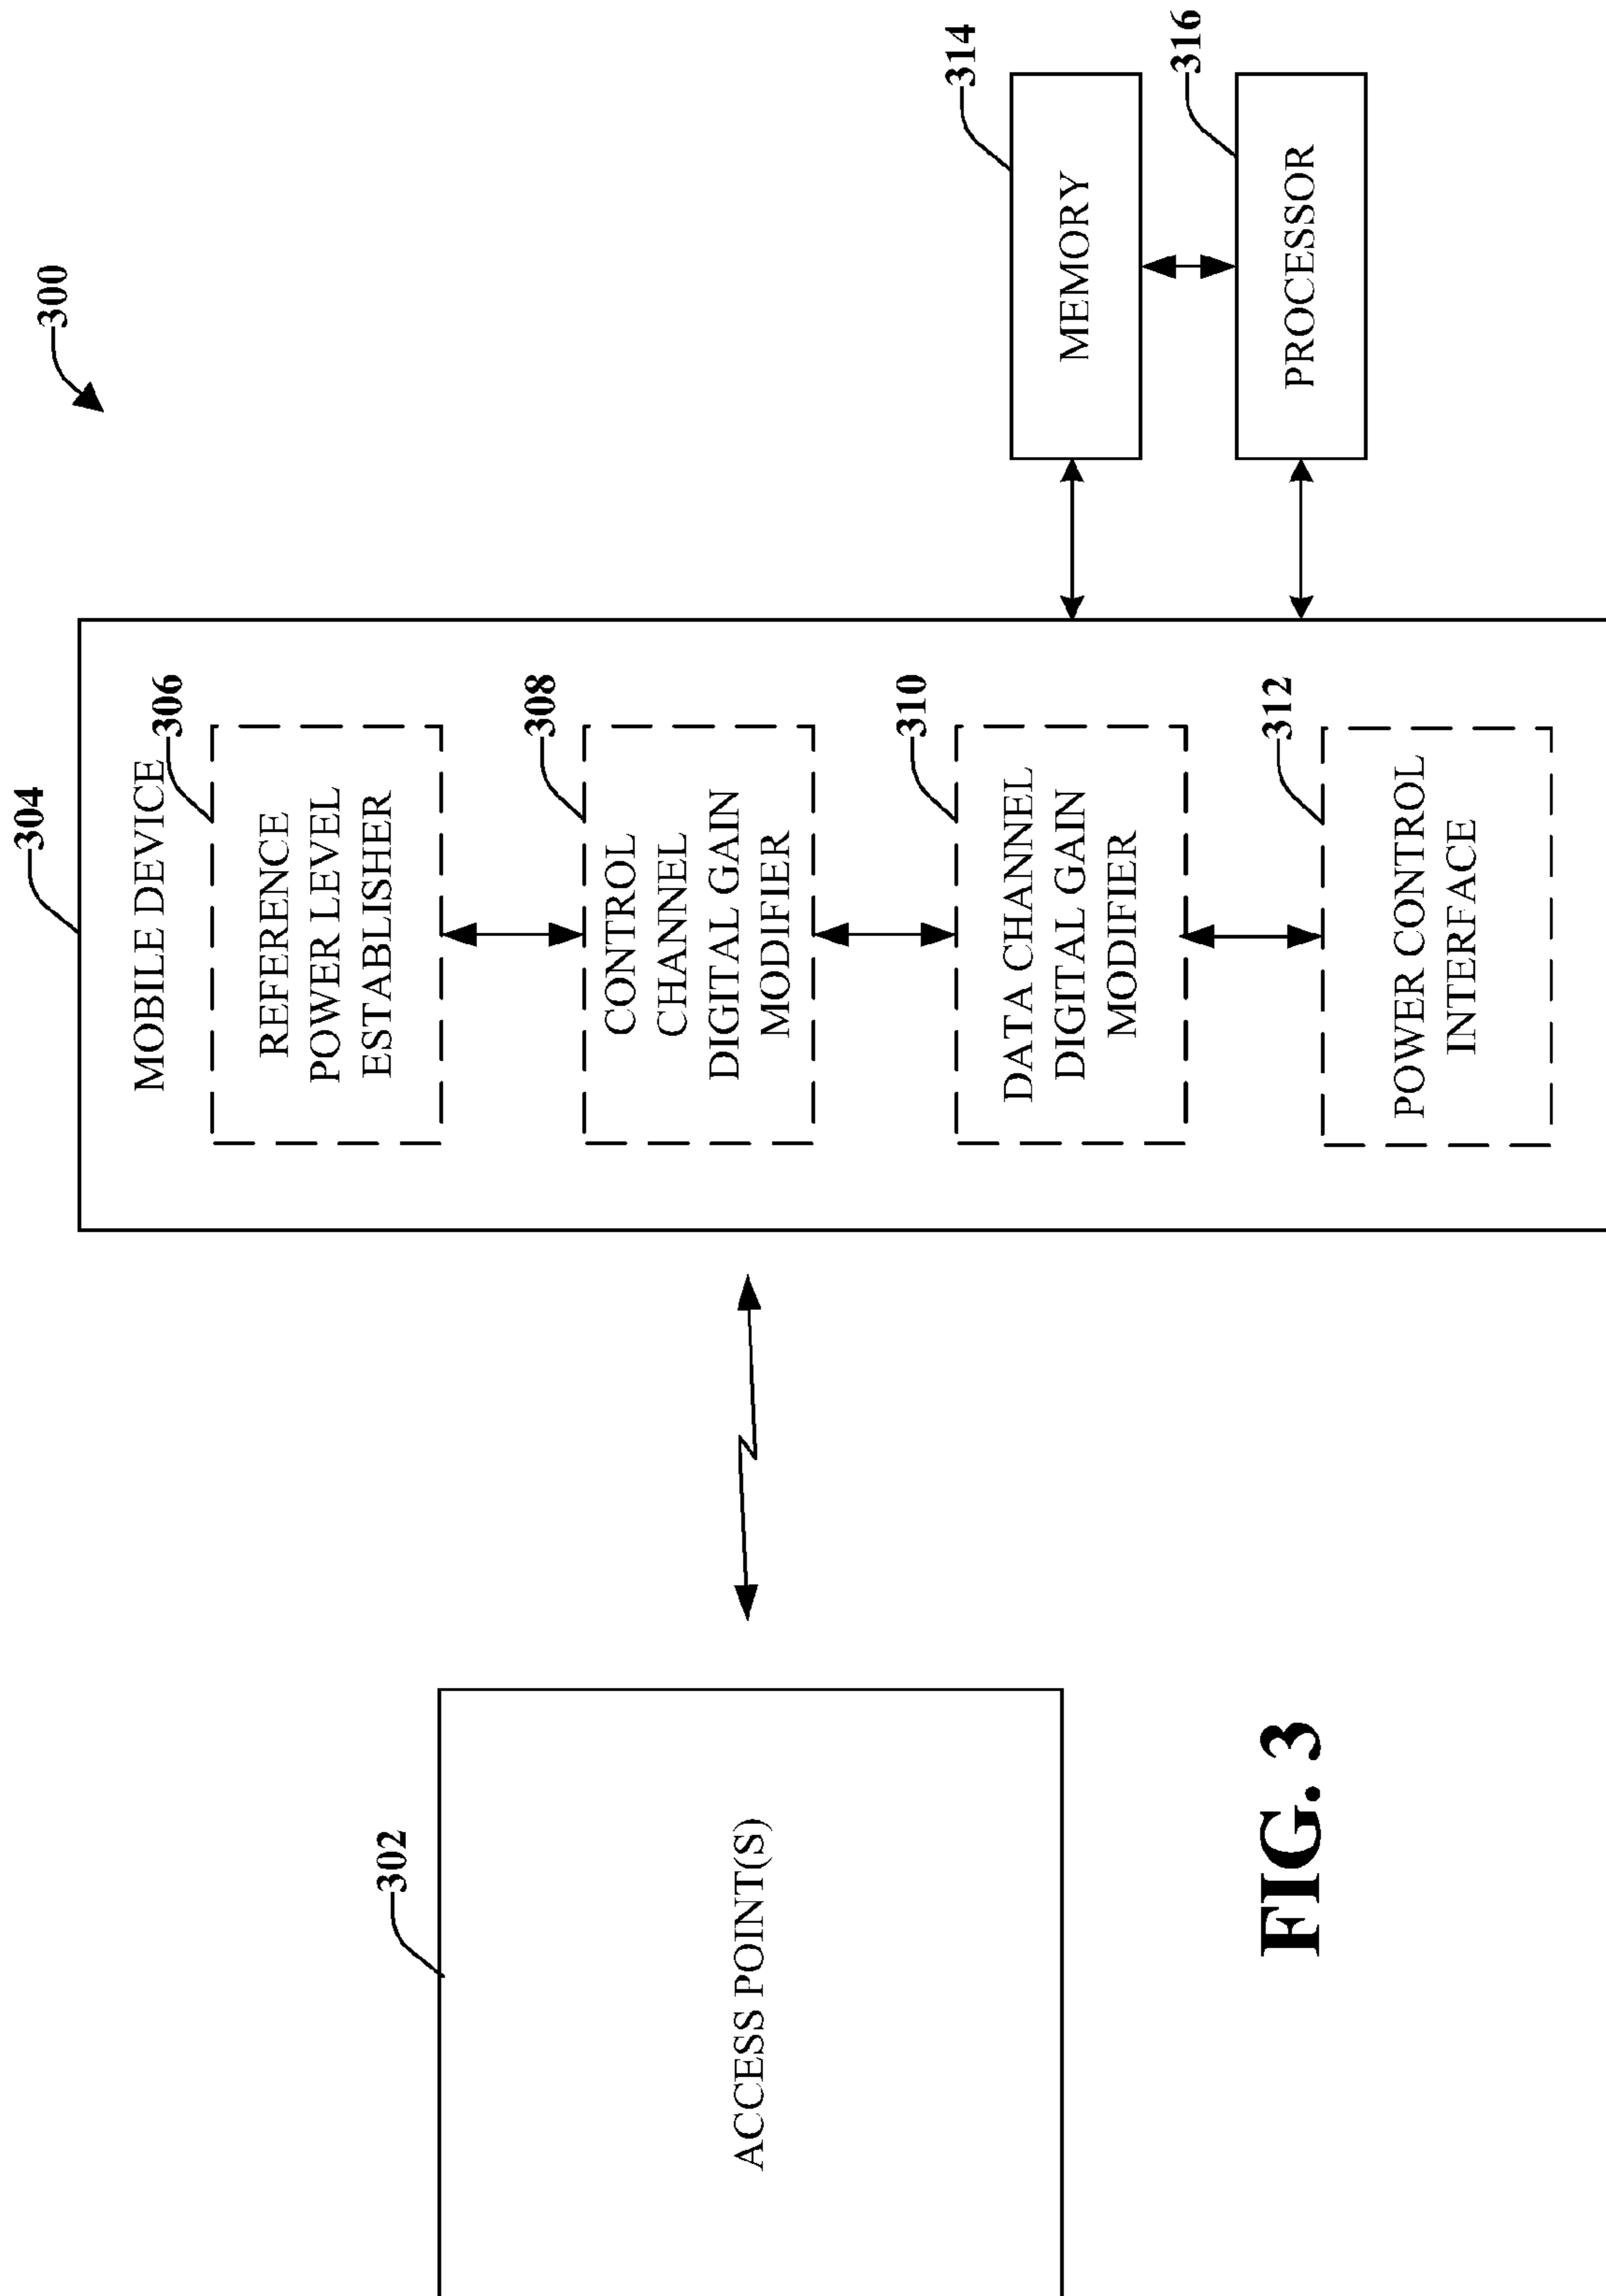 300
304
MOBILE DEVICE
306
REFERENCE
POWER LEVEL
ESTABLISHER
308
CONTROL
CHANNEL
DIGITAL GAIN
MODIFIER
310
DATA CHANNEL
DIGITAL GAIN
MODIFIER
312
POWER CONTROL
INTERFACE
314
MEMORY
316
PROCESSOR
302
ACCESS POINT(S)
FIG. 3